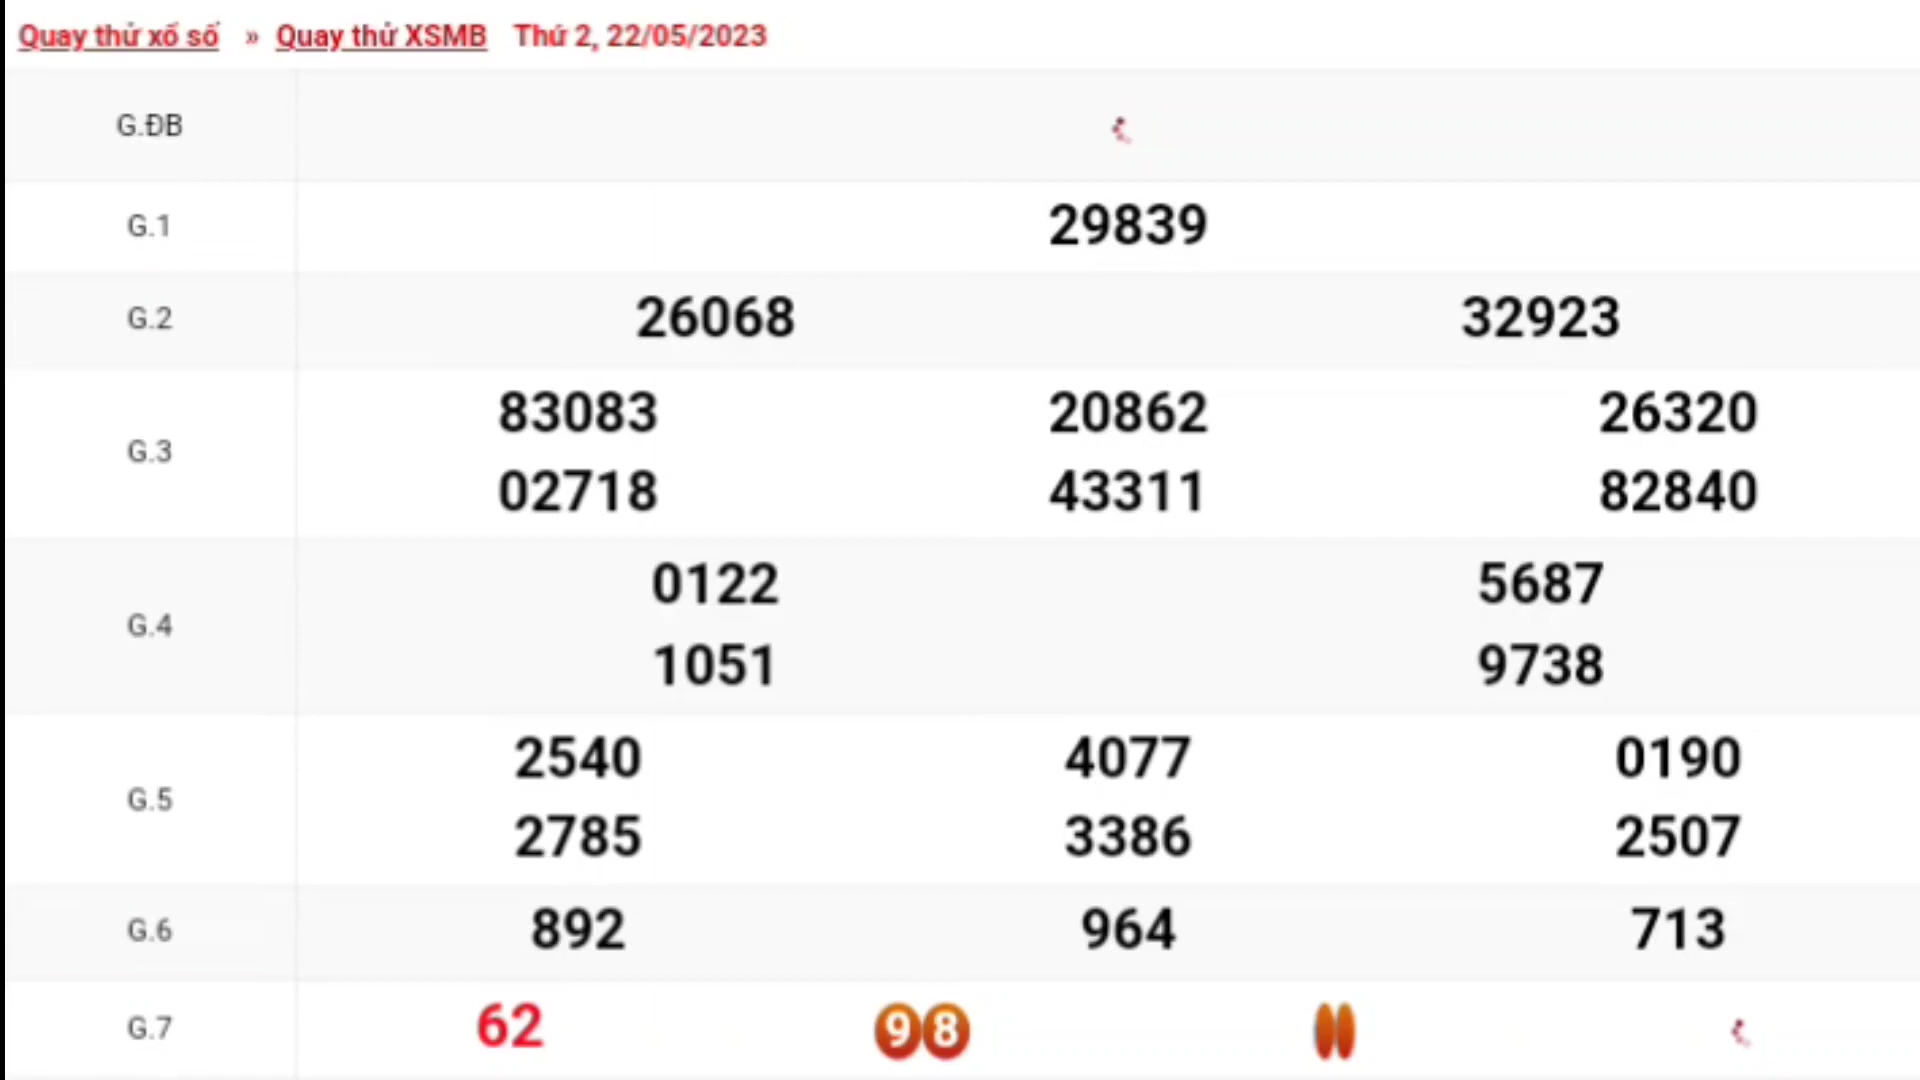 Quay thử xổ số » Quay thử XSMB Thứ 2, 22/05/2023
G.ĐB
G.1 29839
G.2 26068 32923
G.3 83083 20862 26320
02718 43311 82840
G.4 0122 5687
1051 9738
G.5 2540 4077 0190
2785 3386 2507
G.6 892 964 713
G.7 62 98